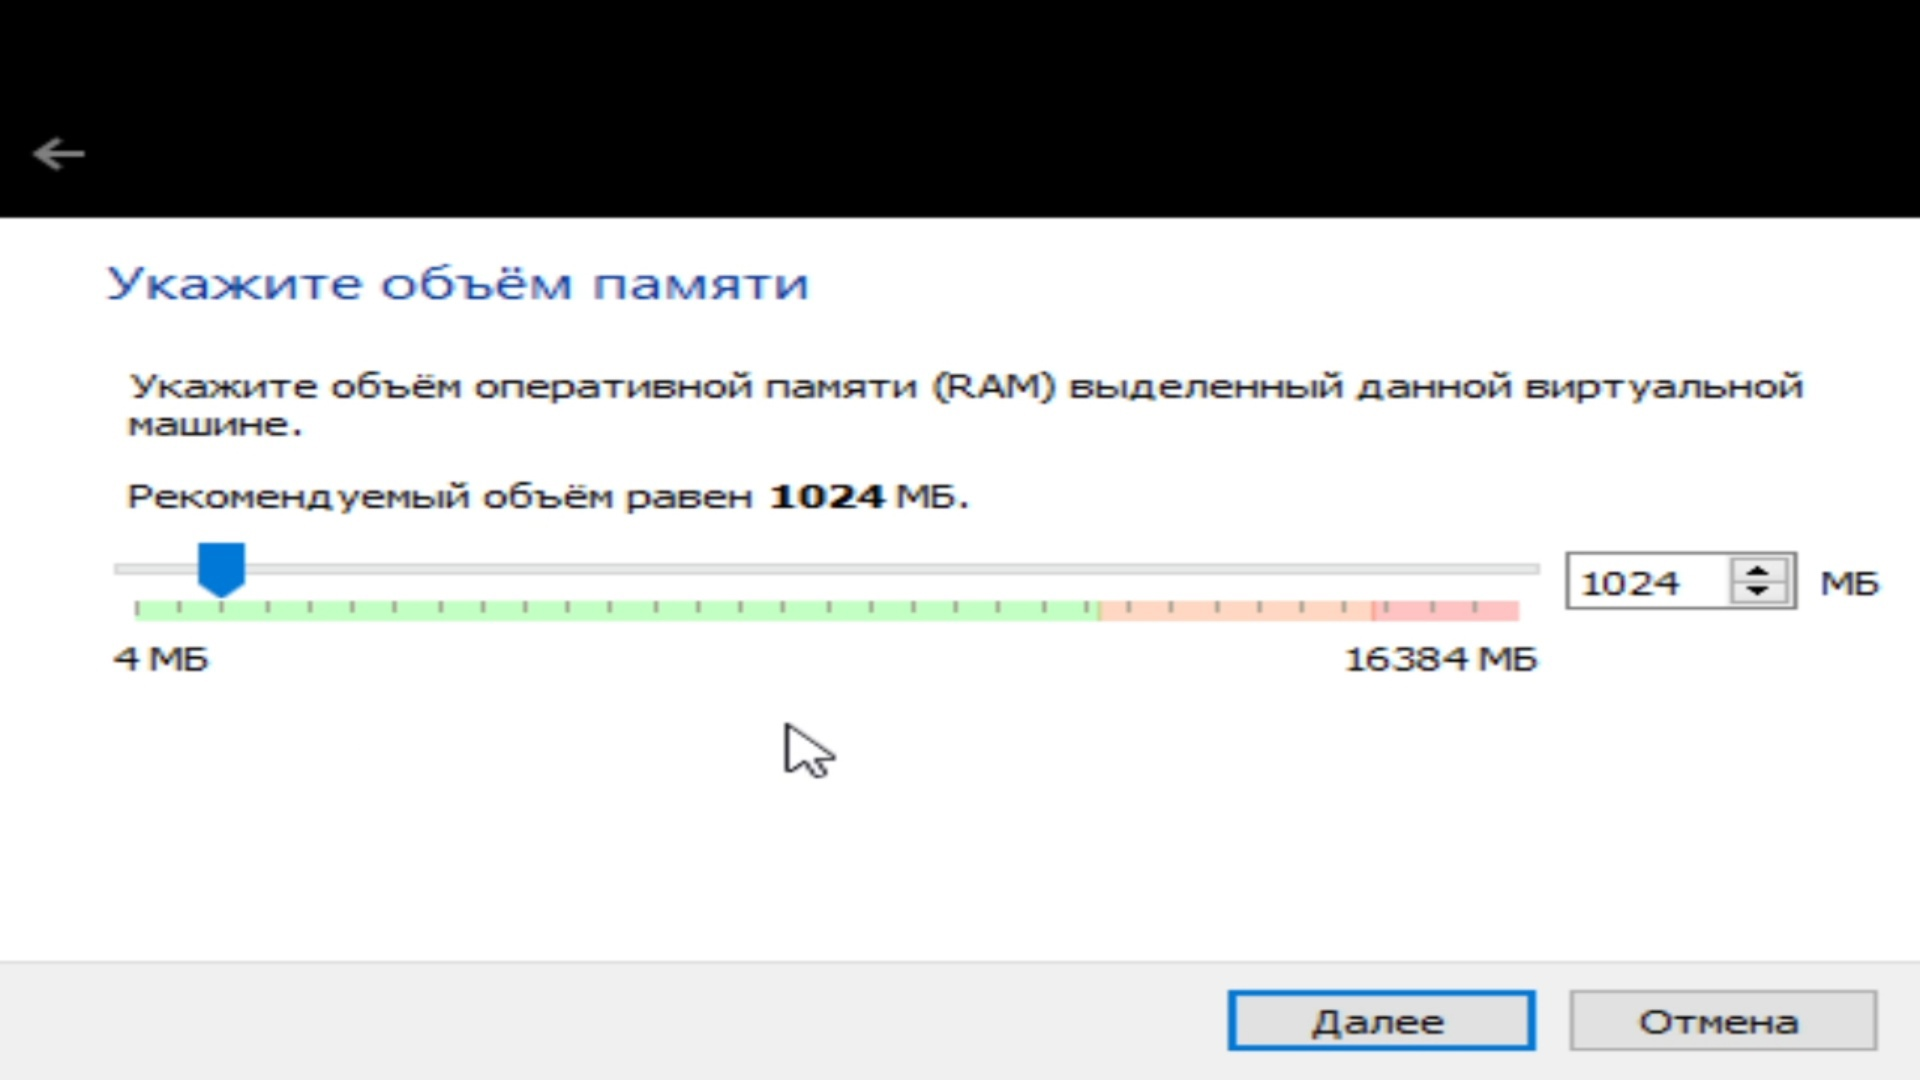 Укажите объём памяти
Укажите объём оперативной памяти (RAM) выделенный данной виртуальной
машине.
Рекомендуемый объём равен 1024 МБ.
1024 МБ
4 МБ 16384 МБ
Далее Отмена